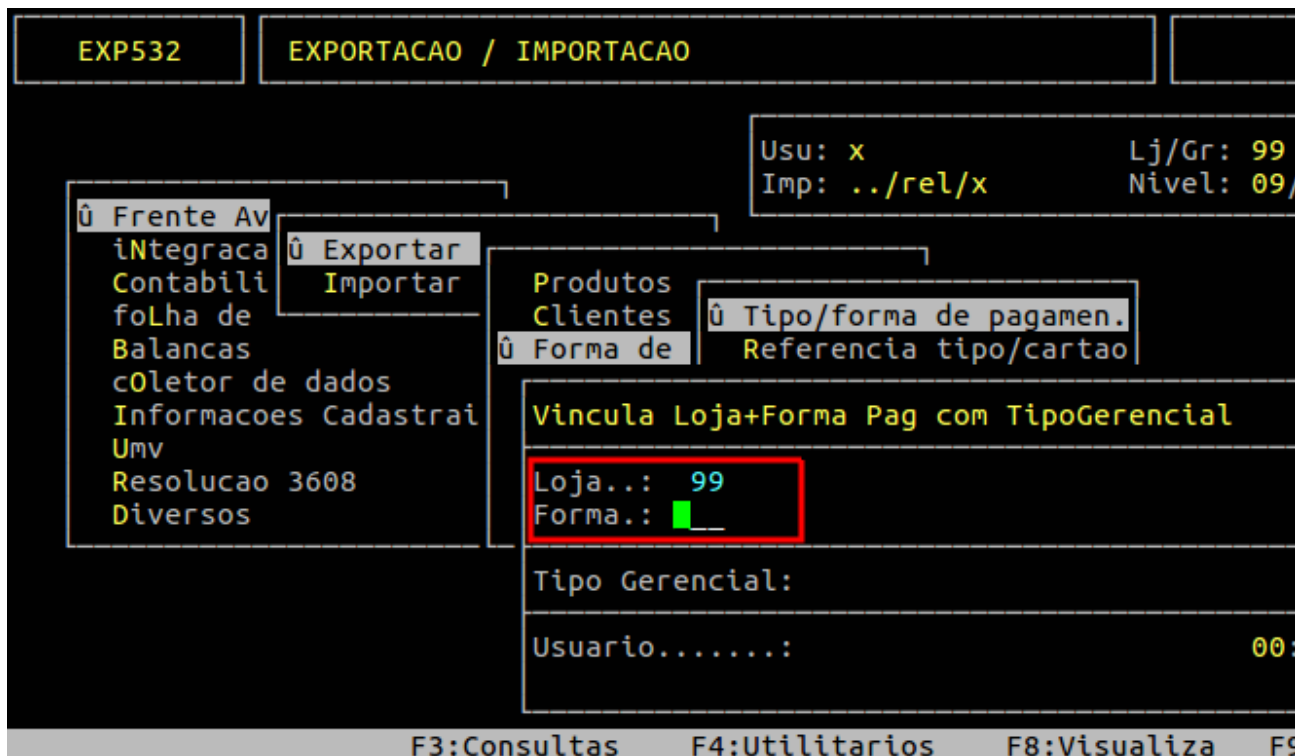 EXP532 EXPORTACAO / IMPORTACAO
Usu: x Lj/Gr: 99
Imp: ../rel/x Nivel: 09/
û Frente Av
iNtegraca û Exportar
Contabili Importar Produtos
foLha de Clientes û Tipo/forma de pagamen.
Balancas û Forma de Referencia tipo/cartao
cOletor de dados
Informacoes Cadastrai Vincula Loja+Forma Pag com TipoGerencial
Umv
Resolucao 3608 Loja..: 99
Diversos Forma.: __
Tipo Gerencial:
Usuario.......: 00:
F3:Consultas F4:Utilitarios F8:Visualiza F9